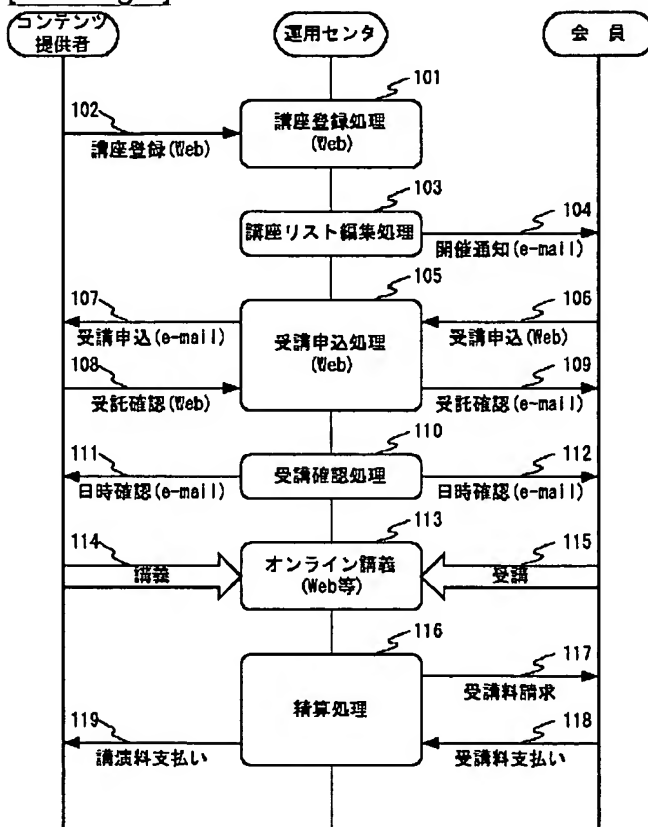 コンテンツ
提供者
運用センタ
会 員
101
102
講座登録処理
(Web)
講座登録(Web)
103
104
講座リスト編集処理
開催通知(e-mail)
105
107
106
受講申込(e-mail)
受講申込処理
(Web)
受講申込(Web)
108
109
受託確認(Web)
受託確認(e-mail)
110
111
112
受講確認処理
日時確認(e-mail)
日時確認(e-mail)
113
114
115
オンライン講義
(Web等)
講義
受講
116
117
受講料請求
精算処理
119
118
講演料支払い
受講料支払い